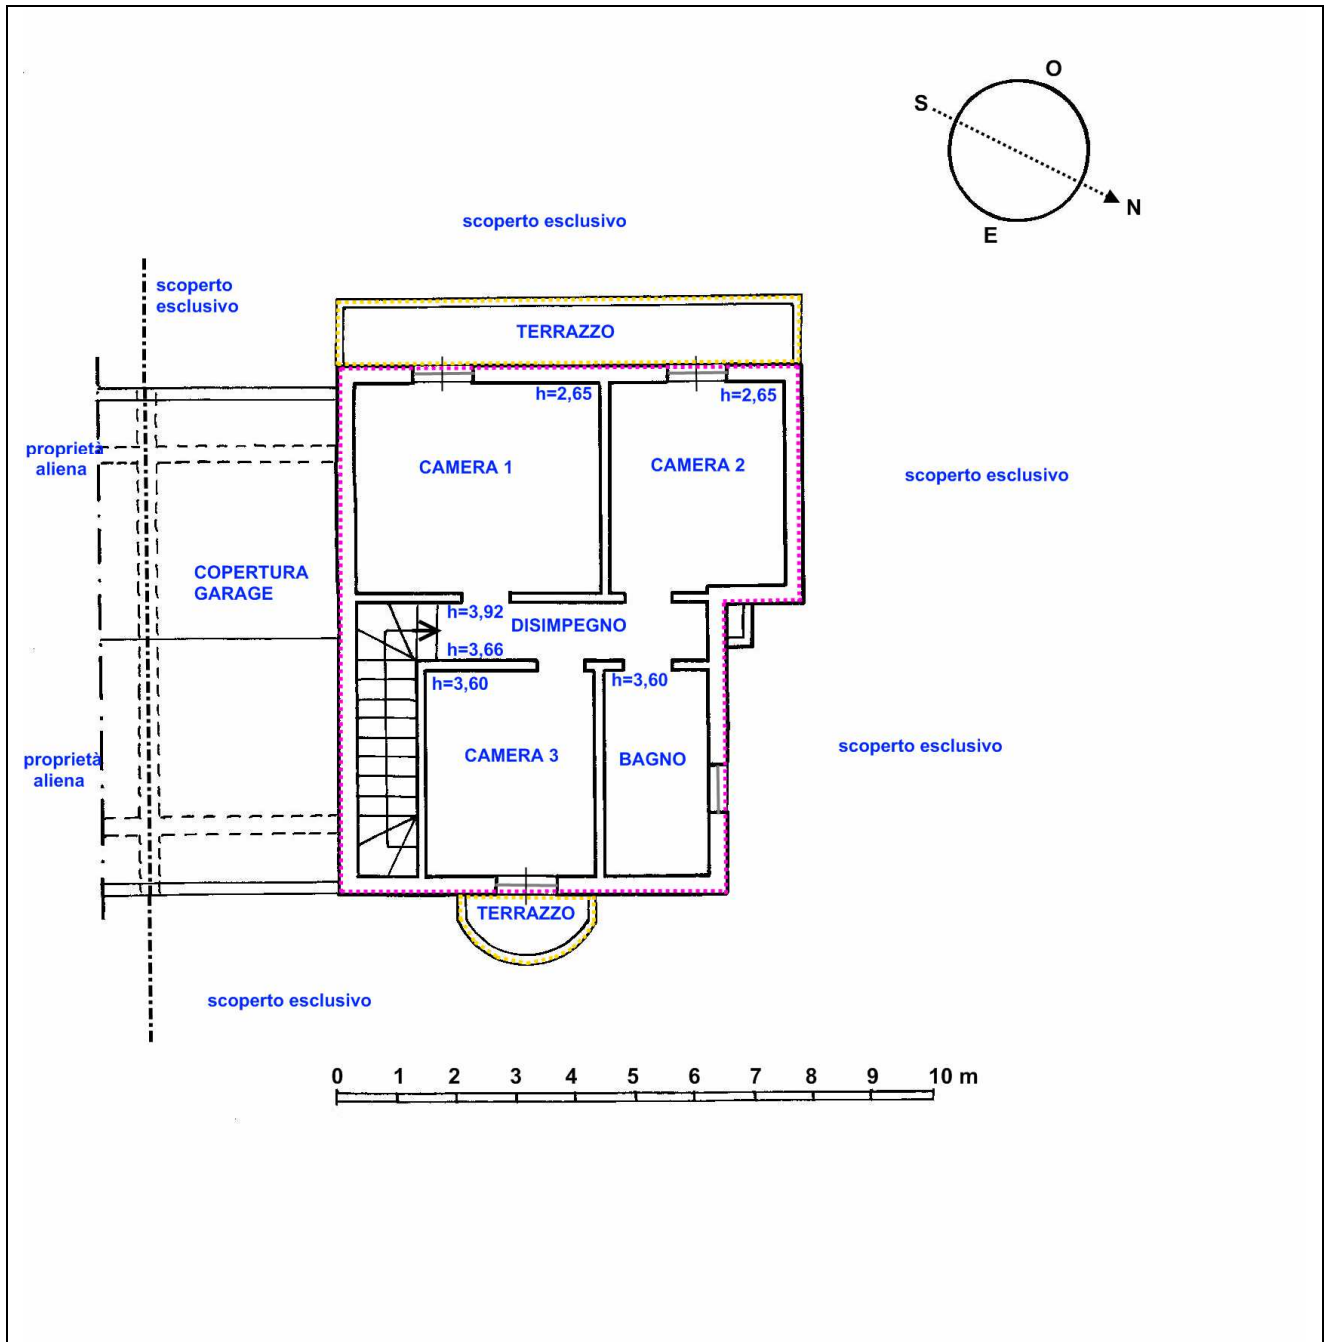 O
S
N
E
scoperto esclusivo
scoperto
esclusivo
TERRAZZO
h=2,65
h=2,65
proprietà
aliena
CAMERA 1
CAMERA 2
scoperto esclusivo
COPERTURA
GARAGE
h=3,92
DISIMPEGNO
h=3,66
h=3,60
h=3,60
proprietà
aliena
CAMERA 3
BAGNO
scoperto esclusivo
TERRAZZO
scoperto esclusivo
0 1 2 3 4 5 6 7 8 9 10 m